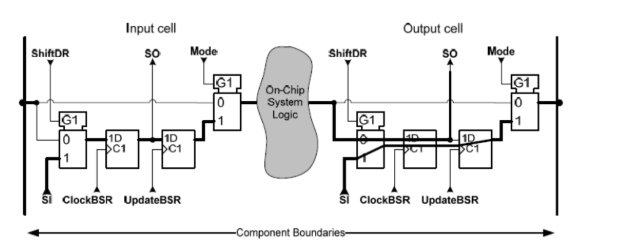 Input cell
Output cell
ShiftDR
SO
Mode
ShiftDR
SO
Mode
G1
G1
0
1
On-Chip
System
Logic
0
1
G1
0
1
1D
C1
1D
C1
G1
0
1
1D
C1
1D
C1
SI
ClockBSR
UpdateBSR
SI
ClockBSR
UpdateBSR
Component Boundaries